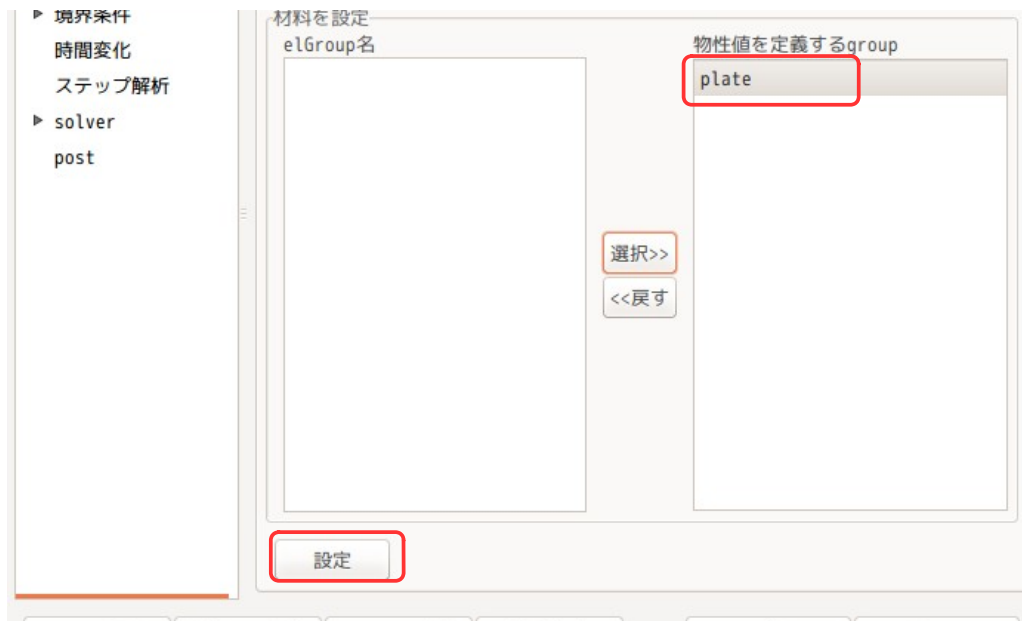 境界条件
時間変化
ステップ解析
solver
post
材料を設定
elGroup名
物性値を定義するgroup
plate
選択>>
<<戻す
設定